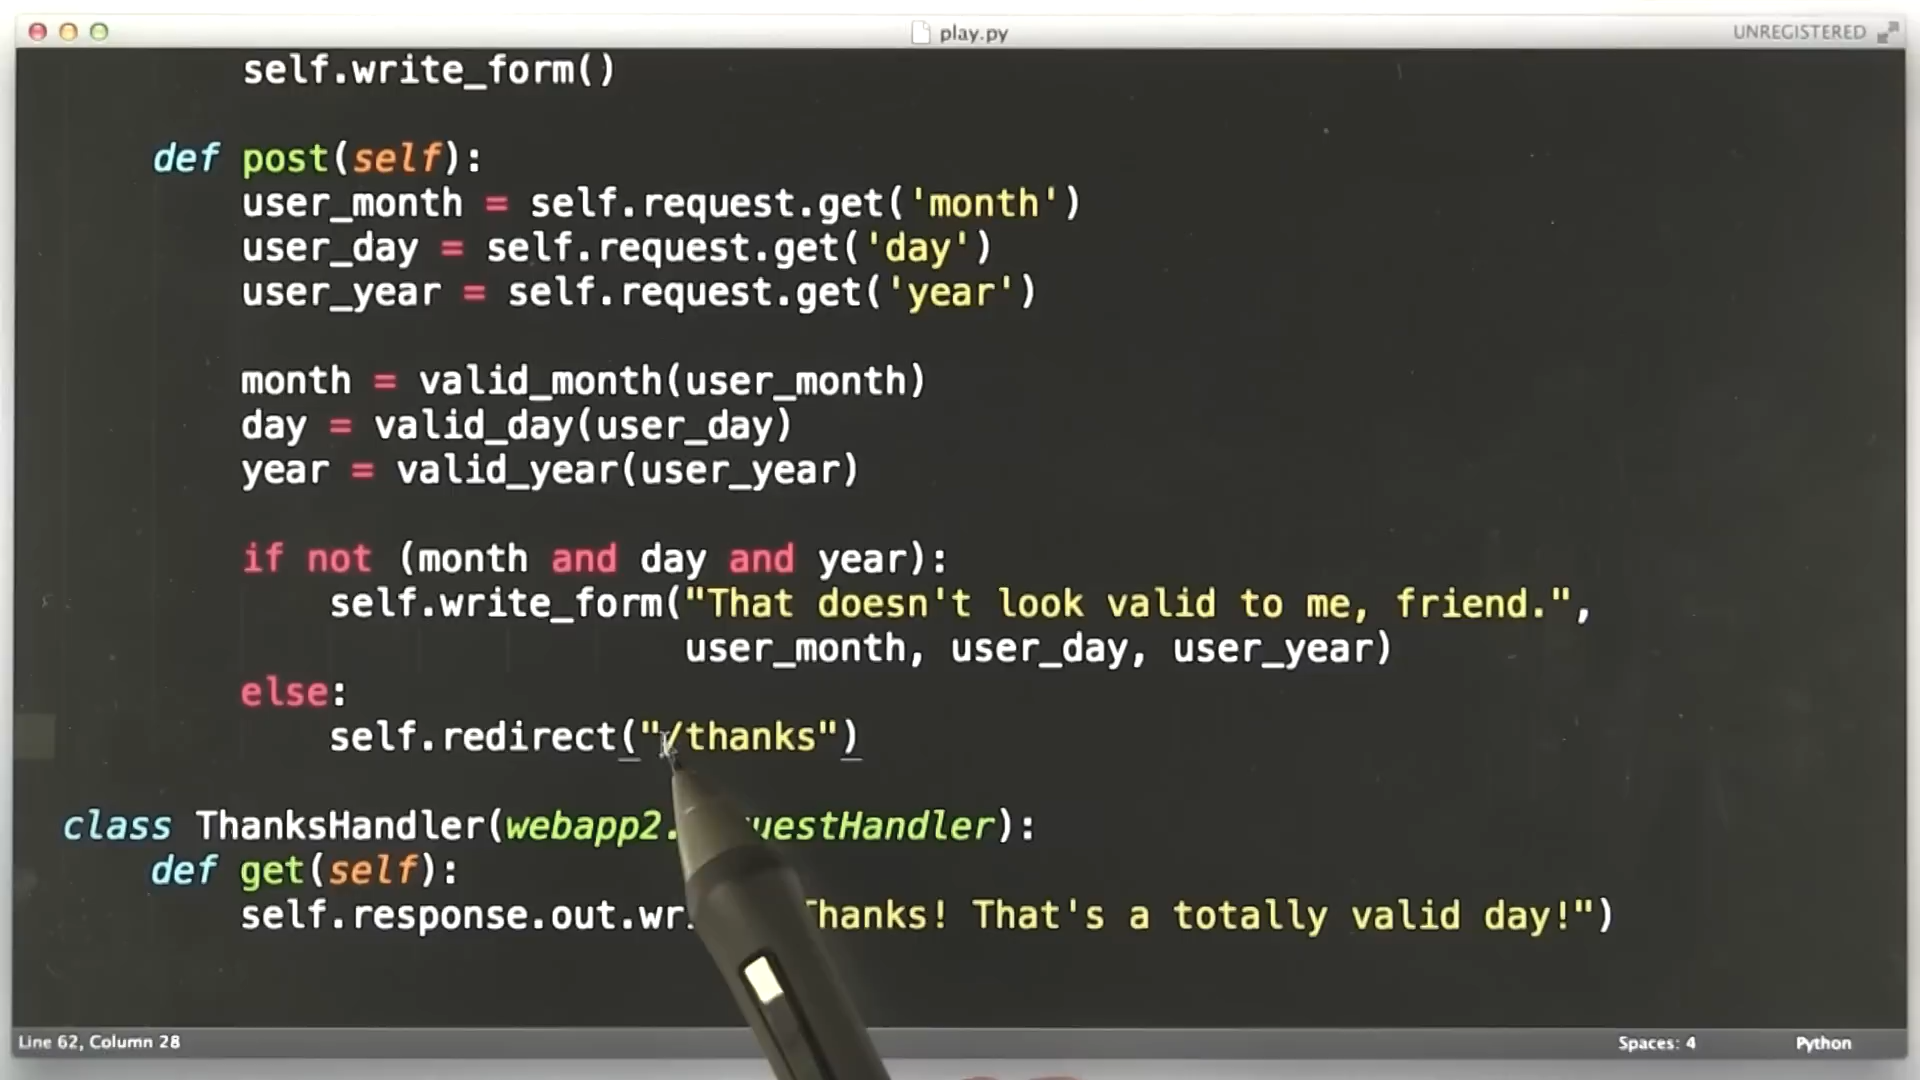 play.py
UNREGISTERED
self.write_form()
def post(self):
user_month = self.request.get('month')
user_day = self.request.get('day')
user_year = self.request.get('year')
month = valid_month(user_month)
day = valid_day(user_day)
year = valid_year(user_year)
if not (month and day and year):
self.write_form("That doesn't look valid to me, friend.",
user_month, user_day, user_year)
else:
self.redirect("/thanks")
class ThanksHandler(webapp2. uestHandler):
def get(self):
self.response.out.wr hanks! That's a totally valid day!")
Line 62, Column 28
Spaces: 4
Python